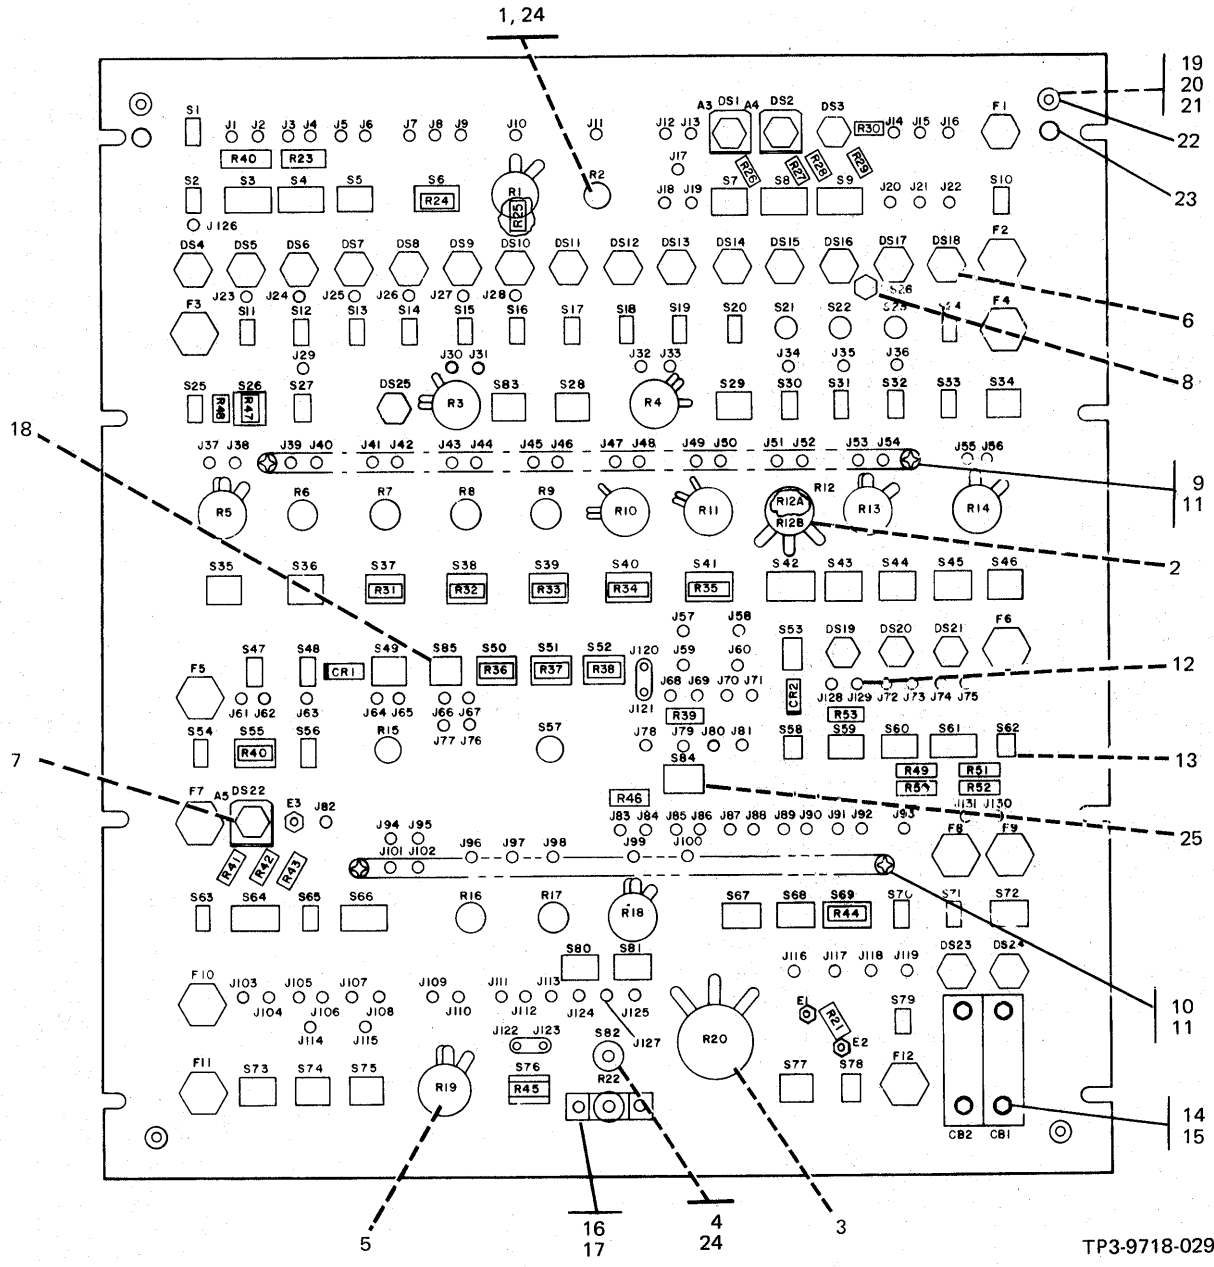 1, 24
19
20
21
22
23
S1 J1 J2 J3 J4 J5 J6 J7 J8 J9 J10 J11 J12 J13 A3 DS1 A4 DS2 DS3 R30 J14 J15 J16 F1
R40 R23 J17 R26 R27 R28 R29
S2 S3 S4 S5 S6 R24 R1 R25 R2 J18 J19 S7 S8 S9 J20 J21 J22 S10
J126
DS4 DS5 DS6 DS7 DS8 DS9 DS10 DS11 DS12 DS13 DS14 DS15 DS16 DS17 DS18 F2
J23 J24 J25 J26 J27 J28 S26
F3 S11 S12 S13 S14 S15 S16 S17 S18 S19 S20 S21 S22 S23 S24 F4
6
J29 J30 J31 J32 J33 J34 J35 J36
8
S25 R48 S26 R47 S27 DS25 R3 S83 S28 R4 S29 S30 S31 S32 S33 S34
18
J37 J38 J39 J40 J41 J42 J43 J44 J45 J46 J47 J48 J49 J50 J51 J52 J53 J54 J55 J56
9
11
R5 R6 R7 R8 R9 R10 R11 R12 R12A R12B R13 R14
2
S35 S36 S37 S38 S39 S40 S41 S42 S43 S44 S45 S46
R31 R32 R33 R34 R35
J57 J58
F5 S47 S48 CR1 S49 S85 S50 S51 S52 J120 J59 J60 S53 DS19 DS20 DS21 F6
R36 R37 R38
12
J61 J62 J63 J64 J65 J66 J67 J121 J68 J69 J70 J71 CR2 J128 J129 J72 J73 J74 J75
J77 J76 R39 R53
S54 S55 R40 S56 R15 S57 J78 J79 J80 J81 S58 S59 S60 S61 S62
7
13
S84 R49 R51
R52
F7 A5 DS22 E3 J82 R46 J131 J130
25
J94 J95 J83 J84 J85 J86 J87 J88 J89 J90 J91 J92 J93 F8 F9
R41 R42 R43 J101 J102 J96 J97 J98 J99 J100
S63 S64 S65 S66 R16 R17 R18 S67 S68 S69 R44 S70 S71 S72
S80 S81 J116 J117 J118 J119 DS23 DS24
F10 J103 J104 J105 J106 J107 J108 J109 J110 J111 J112 J113 J124 J125 J127
J114 J115
10
11
E1 R21 E2 S79
J122 J123 S82 R20
F11 S73 S74 S75 R19 S76 R45 R22 S77 S78 F12
CB2 CB1
14
15
5
16
17
4
24
3
TP3-9718-029